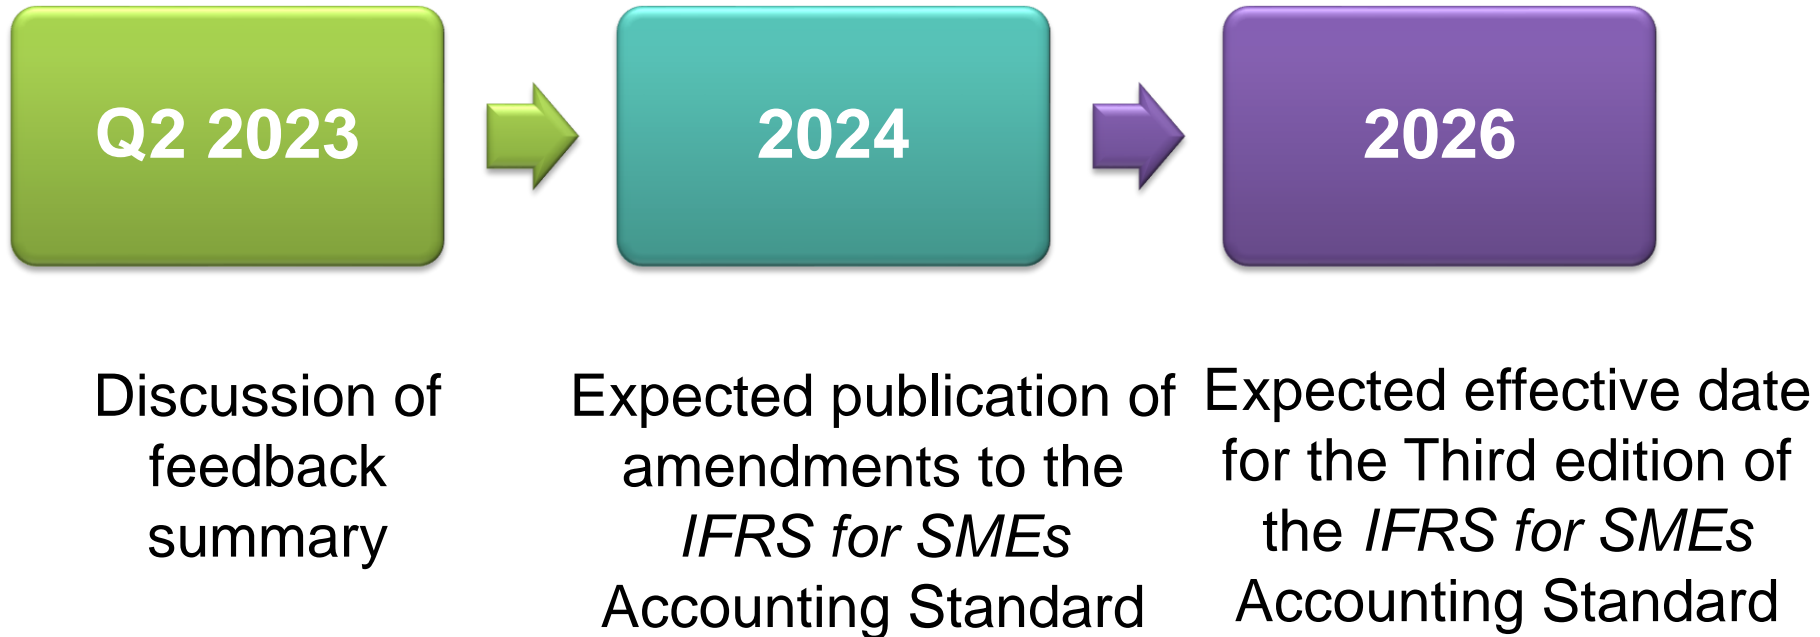 Q2 2023
2024
2026
Discussion of
feedback
summary
Expected publication of
amendments to the
IFRS for SMEs
Accounting Standard
Expected effective date
for the Third edition of
the IFRS for SMEs
Accounting Standard